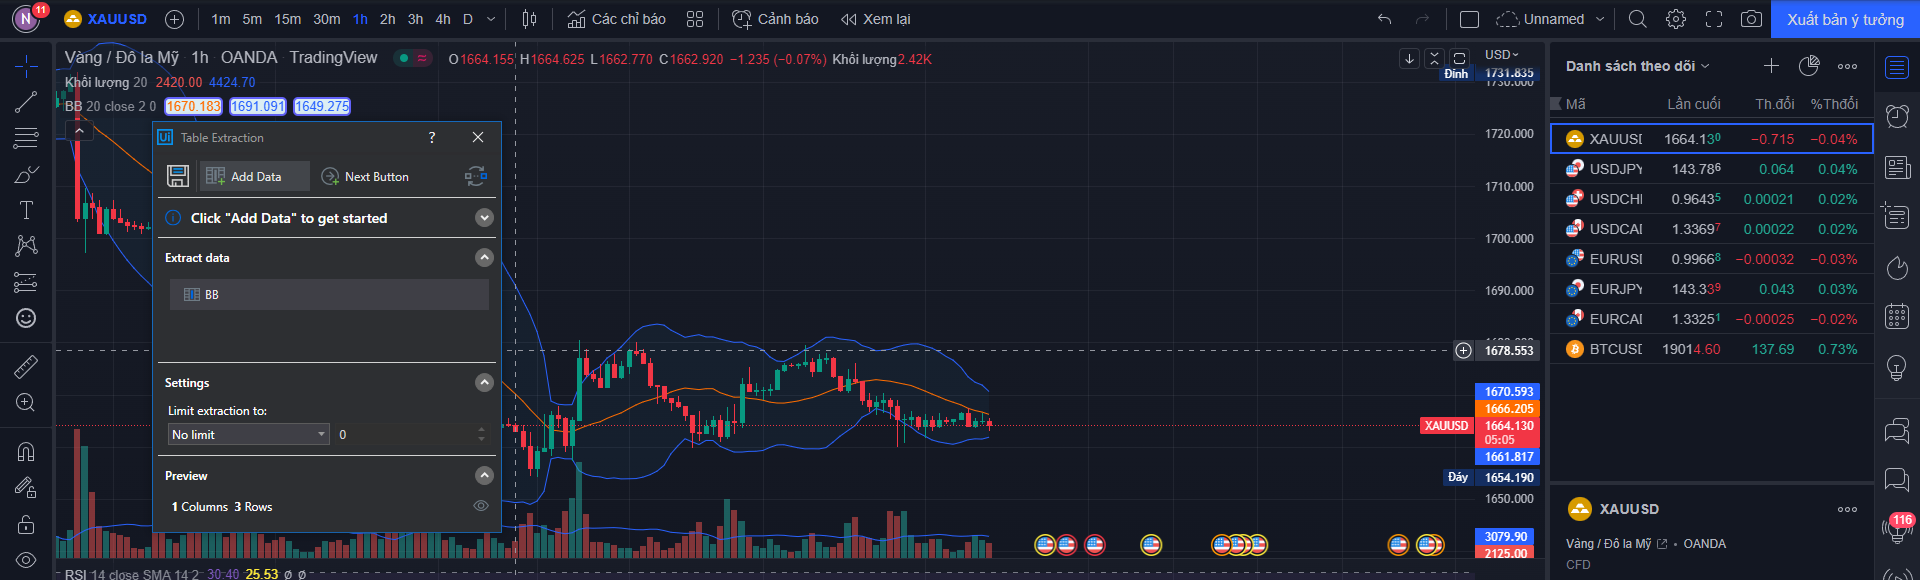 N 11 XAUUSD 1m 5m 15m 30m 1h 2h 3h 4h D Các chỉ báo Cảnh báo Xem lại Unnamed Xuất bản ý tưởng
Vàng / Đô la Mỹ 1h OANDA TradingView O1664.155 H1664.625 L1662.770 C1662.920 −1.235 (−0.07%) Khối lượng2.42K
Khối lượng 20 2420.00 4424.70
BB 20 close 2 0 1670.183 1691.091 1649.275
Ui Table Extraction ?
Add Data Next Button
Click "Add Data" to get started
Extract data
BB
Settings
Limit extraction to:
No limit 0
Preview
1 Columns 3 Rows
RSI 14 close SMA 14 2 30.40 25.53 ∅ ∅
USD
Đỉnh 1731.835
1730.000
1720.000
1710.000
1700.000
1690.000
1678.553
1670.593
1666.205
XAUUSD 1664.130
05:05
1661.817
Đáy 1654.190
1650.000
3079.90
2125.00
Danh sách theo dõi
Mã Lần cuối Th.đổi %Thđổi
XAUUSD 1664.130 −0.715 −0.04%
USDJPY 143.786 0.064 0.04%
USDCHI 0.96435 0.00021 0.02%
USDCAI 1.33697 0.00022 0.02%
EURUSI 0.99668 −0.00032 −0.03%
EURJPY 143.339 0.043 0.03%
EURCAI 1.33251 −0.00025 −0.02%
BTCUSD 19014.60 137.69 0.73%
XAUUSD
Vàng / Đô la Mỹ • OANDA
CFD
116